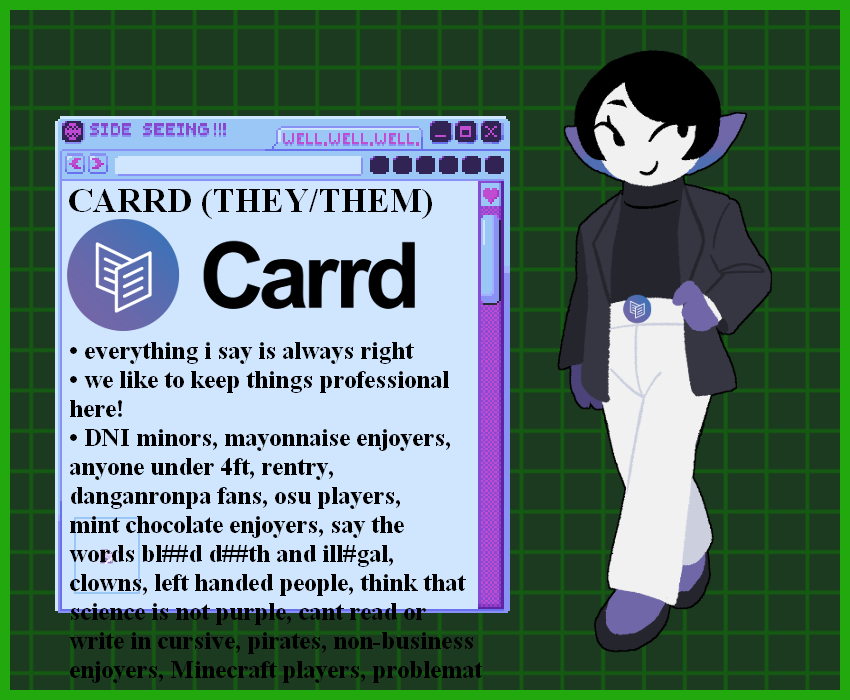 SIDE SEEING!!!
WELL.WELL.WELL.
CARRD (THEY/THEM)
Carrd
• everything i say is always right
• we like to keep things professional
here!
• DNI minors, mayonnaise enjoyers,
anyone under 4ft, rentry,
danganronpa fans, osu players,
mint chocolate enjoyers, say the
words bl##d d##th and ill#gal,
clowns, left handed people, think that
science is not purple, cant read or
write in cursive, pirates, non-business
enjoyers, Minecraft players, problemat